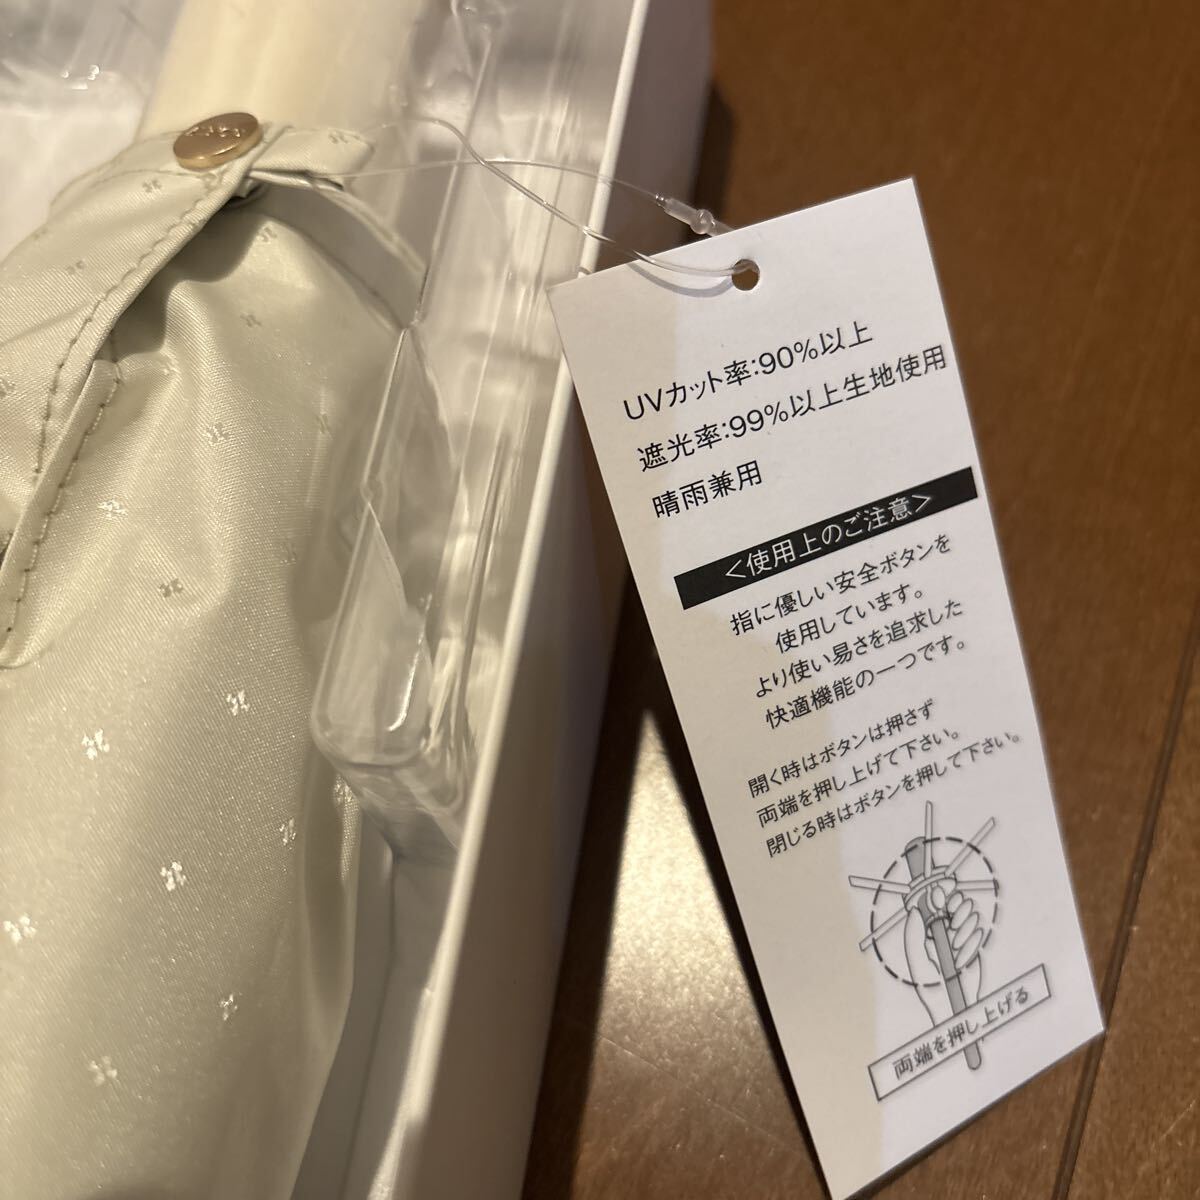 UVカット率:90%以上
遮光率:99%以上生地使用
晴雨兼用
＜使用上のご注意＞
指に優しい安全ボタンを
使用しています。
より使い易さを追求した
快適機能の一つです。
開く時はボタンは押さず
両端を押し上げて下さい。
閉じる時はボタンを押して下さい。
両端を押し上げる